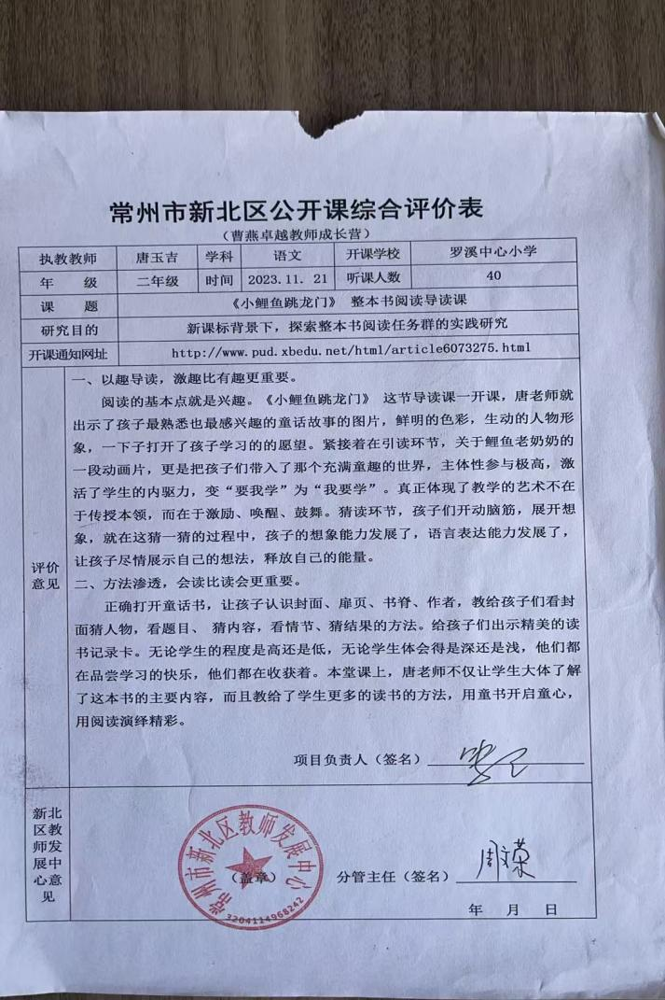 常州市新北区公开课综合评价表
（曹燕卓越教师成长营）
执教教师 唐玉吉 学科 语文 开课学校 罗溪中心小学
年 级 二年级 时间 2023.11. 21 听课人数 40
课 题 《小鲤鱼跳龙门》 整本书阅读导读课
研究目的 新课标背景下，探索整本书阅读任务群的实践研究
开课通知网址 http://www.pud.xbedu.net/html/article6073275.html
评价
意见
一、以趣导读，激趣比有趣更重要。
阅读的基本点就是兴趣。《小鲤鱼跳龙门》 这节导读课一开课，唐老师就
出示了孩子最熟悉也最感兴趣的童话故事的图片，鲜明的色彩，生动的人物形
象，一下子打开了孩子学习的的愿望。紧接着在引读环节，关于鲤鱼老奶奶的
一段动画片，更是把孩子们带入了那个充满童趣的世界，主体性参与极高，激
活了学生的内驱力，变“要我学”为“我要学”。真正体现了教学的艺术不在
于传授本领，而在于激励、唤醒、鼓舞。猜读环节，孩子们开动脑筋，展开想
象，就在这猜一猜的过程中，孩子的想象能力发展了，语言表达能力发展了，
让孩子尽情展示自己的想法，释放自己的能量。
二、方法渗透，会读比读会更重要。
正确打开童话书，让孩子认识封面、扉页、书脊、作者，教给孩子们看封
面猜人物，看题目、 猜内容，看情节、猜结果的方法。给孩子们出示精美的读
书记录卡。无论学生的程度是高还是低，无论学生体会得是深还是浅，他们都
在品尝学习的快乐，他们都在收获着。本堂课上，唐老师不仅让学生大体了解
了这本书的主要内容，而且教给了学生更多的读书的方法，用童书开启童心，
用阅读演绎精彩。
项目负责人（签名）
新北
区教
师发
展中
心意
见
常州市新北区教师发展中心
（盖章）
3204114968242
分管主任（签名） 周文荣
年 月 日